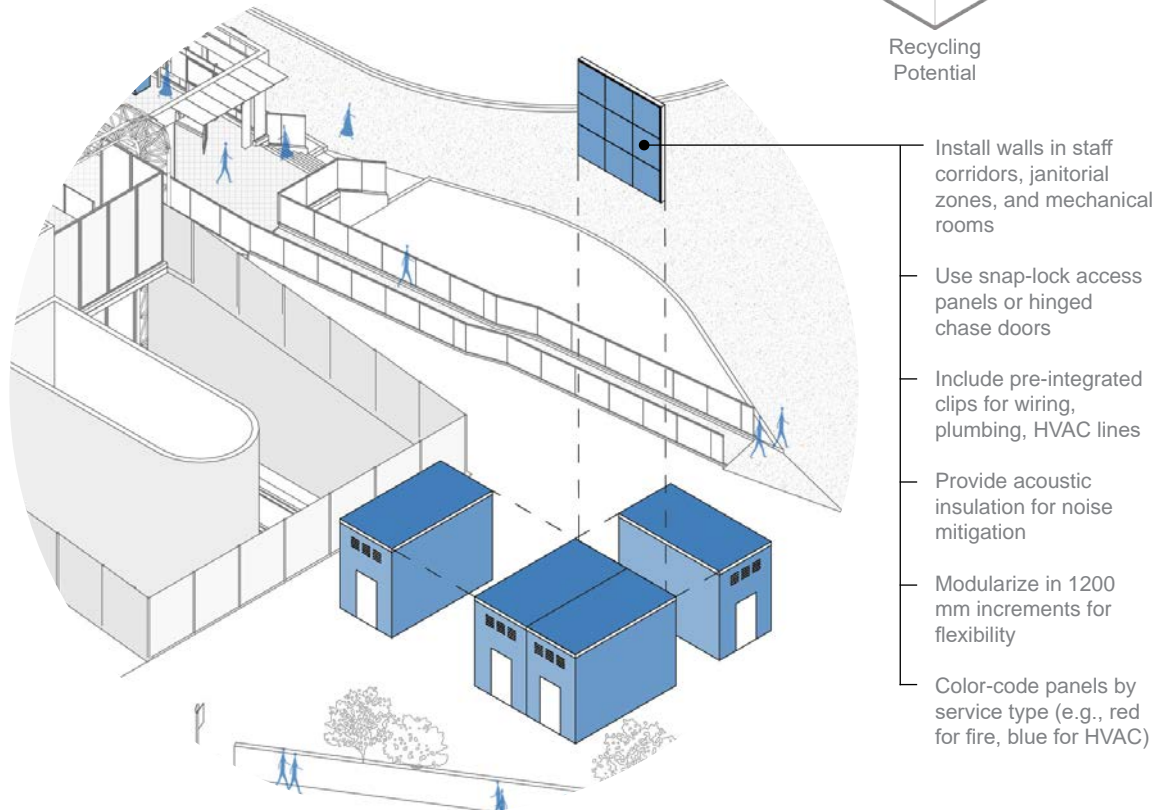 Recycling
Potential
Install walls in staff
corridors, janitorial
zones, and mechanical
rooms
Use snap-lock access
panels or hinged
chase doors
Include pre-integrated
clips for wiring,
plumbing, HVAC lines
Provide acoustic
insulation for noise
mitigation
Modularize in 1200
mm increments for
flexibility
Color-code panels by
service type (e.g., red
for fire, blue for HVAC)